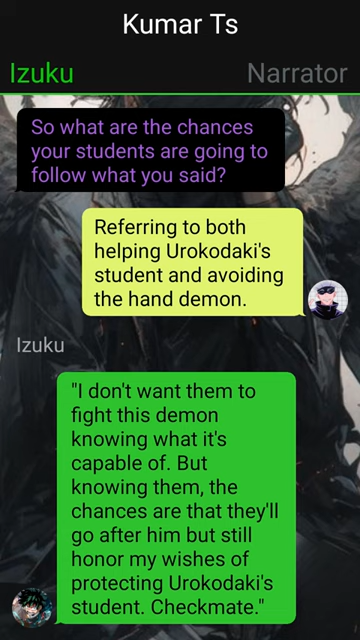 Kumar Ts
Izuku Narrator
So what are the chances
your students are going to
follow what you said?
Referring to both
helping Urokodaki's
student and avoiding
the hand demon.
Izuku
"I don't want them to
fight this demon
knowing what it's
capable of. But
knowing them, the
chances are that they'll
go after him but still
honor my wishes of
protecting Urokodaki's
student. Checkmate."